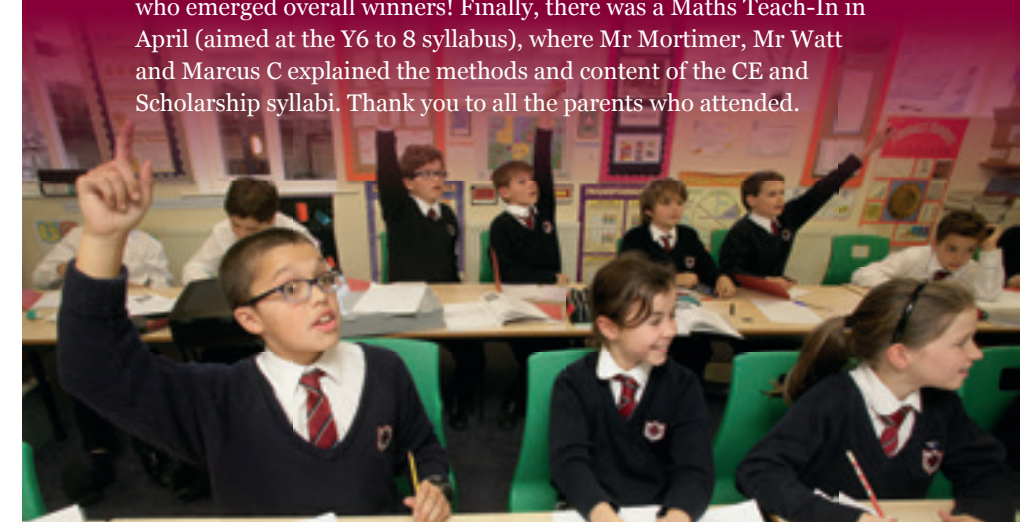 who emerged overall winners! Finally, there was a Maths Teach-In in
April (aimed at the Y6 to 8 syllabus), where Mr Mortimer, Mr Watt
and Marcus C explained the methods and content of the CE and
Scholarship syllabi. Thank you to all the parents who attended.